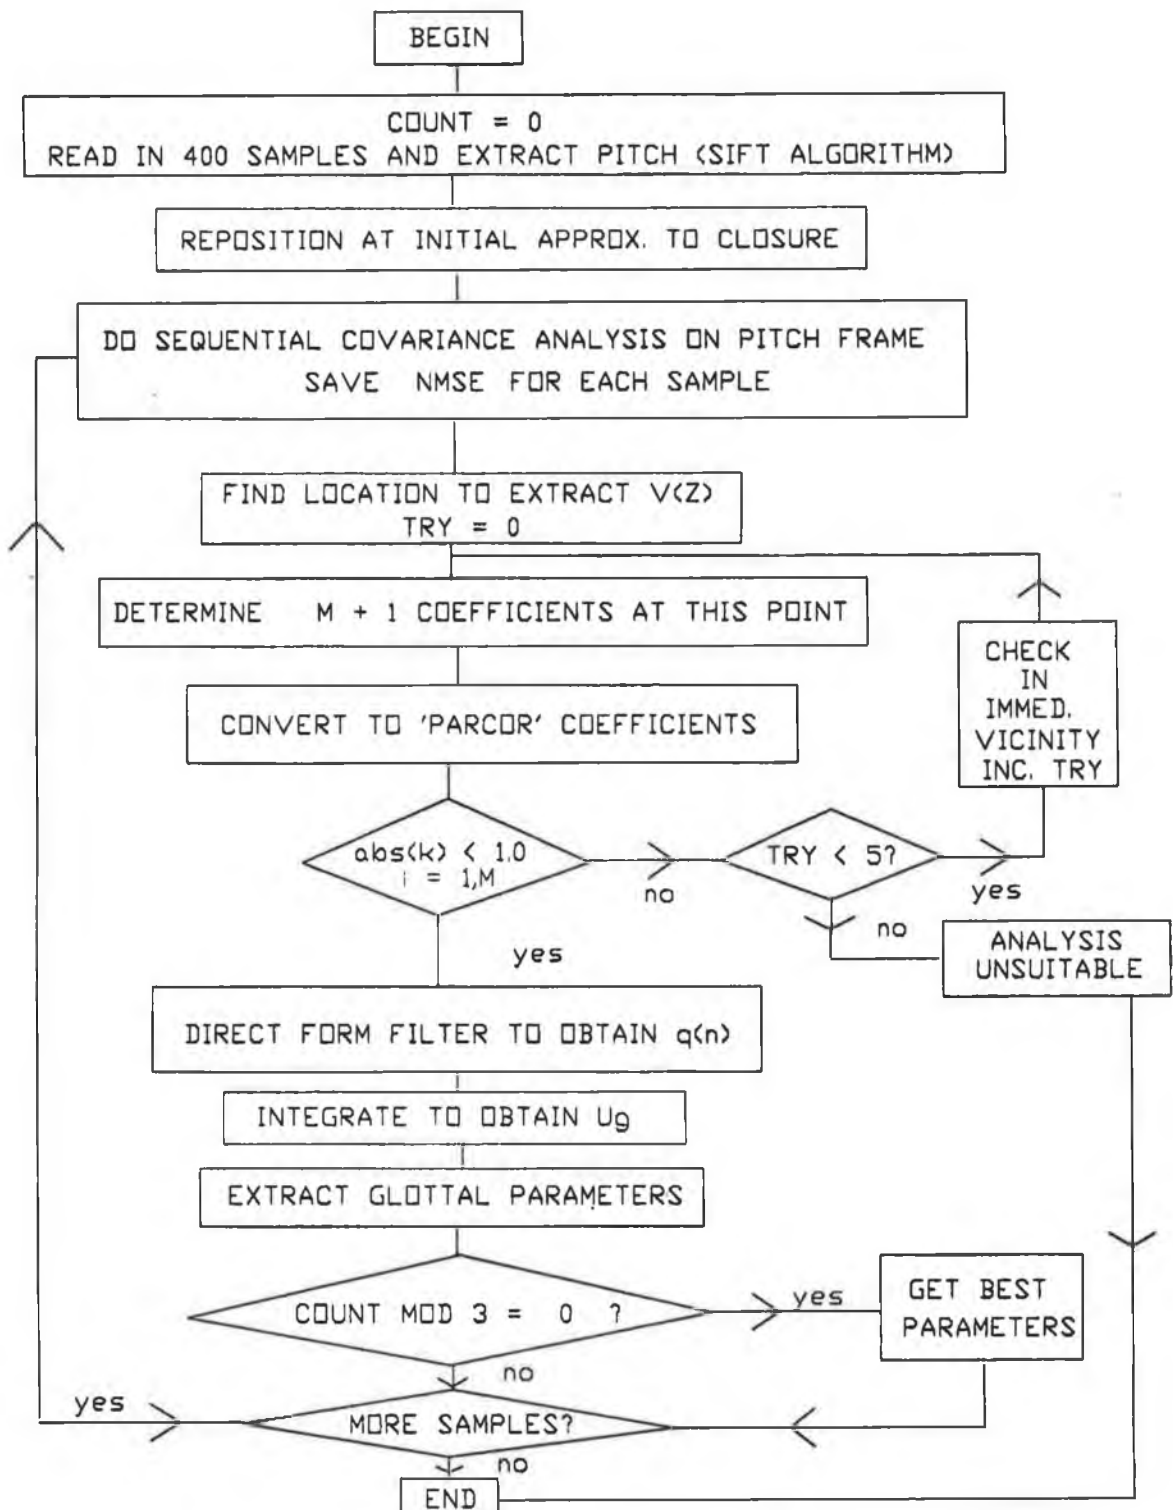 BEGIN
COUNT = 0
READ IN 400 SAMPLES AND EXTRACT PITCH (SIFT ALGORITHM)
REPOSITION AT INITIAL APPROX. TO CLOSURE
DO SEQUENTIAL COVARIANCE ANALYSIS ON PITCH FRAME
SAVE NMSE FOR EACH SAMPLE
FIND LOCATION TO EXTRACT V(Z)
TRY = 0
DETERMINE M + 1 COEFFICIENTS AT THIS POINT
CHECK
IN
IMMED.
VICINITY
INC. TRY
CONVERT TO 'PARCOR' COEFFICIENTS
abs(k) < 1.0
i = 1,M
no
TRY < 5?
yes
no
ANALYSIS
UNSUITABLE
yes
DIRECT FORM FILTER TO OBTAIN q(n)
INTEGRATE TO OBTAIN Ug
EXTRACT GLOTTAL PARAMETERS
COUNT MOD 3 = 0 ?
yes
GET BEST
PARAMETERS
no
yes
MORE SAMPLES?
no
END